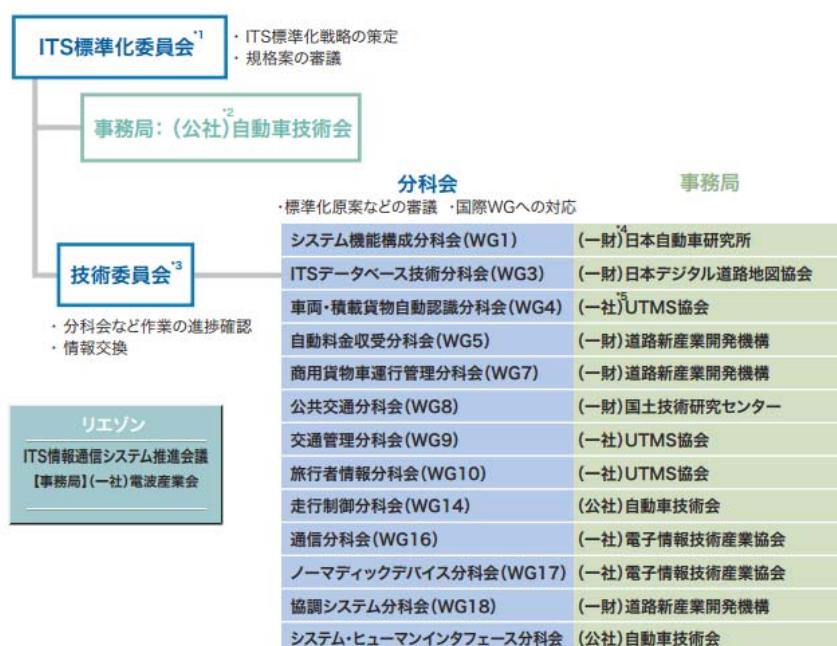 ITS標準化委員会*1
・ITS標準化戦略の策定
・規格案の審議
事務局：（公社）*2自動車技術会
分科会
事務局
・標準化原案などの審議 ・国際WGへの対応
技術委員会*3
・分科会など作業の進捗確認
・情報交換
システム機能構成分科会（WG1） （一財）*4日本自動車研究所
ITSデータベース技術分科会（WG3） （一財）日本デジタル道路地図協会
車両・積載貨物自動認識分科会（WG4） （一社）*5UTMS協会
自動料金収受分科会（WG5） （一財）道路新産業開発機構
商用貨物車運行管理分科会（WG7） （一財）道路新産業開発機構
公共交通分科会（WG8） （一財）国土技術研究センター
交通管理分科会（WG9） （一社）UTMS協会
旅行者情報分科会（WG10） （一社）UTMS協会
走行制御分科会（WG14） （公社）自動車技術会
通信分科会（WG16） （一社）電子情報技術産業協会
ノーマディックデバイス分科会（WG17） （一社）電子情報技術産業協会
協調システム分科会（WG18） （一財）道路新産業開発機構
システム・ヒューマンインタフェース分科会 （公社）自動車技術会
リエゾン
ITS情報通信システム推進会議
【事務局】（一社）電波産業会